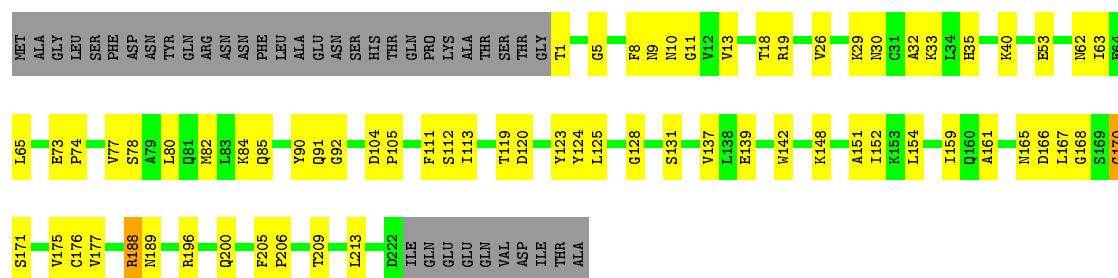 MET ALA GLY LEU SER PHE ASP ASN TYR GLN ARG ASN ASN PHE LEU ALA GLU ASN SER HIS THR GLN PRO LYS ALA THR SER THR GLY T1 G5 F8 N9 N10 G11 V12 V13 T18 R19 V26 K29 N30 C31 A32 K33 L34 H35 K40 E53 N62 I63 E64
L65 E73 P74 V77 S78 A79 L80 Q81 M82 L83 K84 Q85 Y90 Q91 G92 D104 P105 F111 S112 I113 T119 D120 Y123 Y124 L125 G128 S131 V137 L138 E139 W142 K148 A151 I152 K153 L154 I159 Q160 A161 N165 D166 L167 G168 S169 G170
S171 V175 C176 V177 R188 N189 R196 Q200 F205 P206 T209 L213 D222 ILE GLN GLU GLU GLN VAL ASP ILE THR ALA